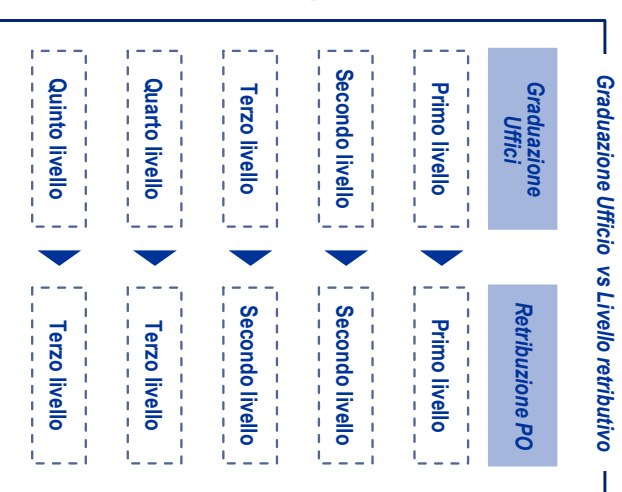 Graduazione Ufficio vs Livello retributivo
Graduazione
Uffici
Retribuzione PO
Primo livello
Primo livello
Secondo livello
Secondo livello
Terzo livello
Secondo livello
Quarto livello
Terzo livello
Quinto livello
Terzo livello